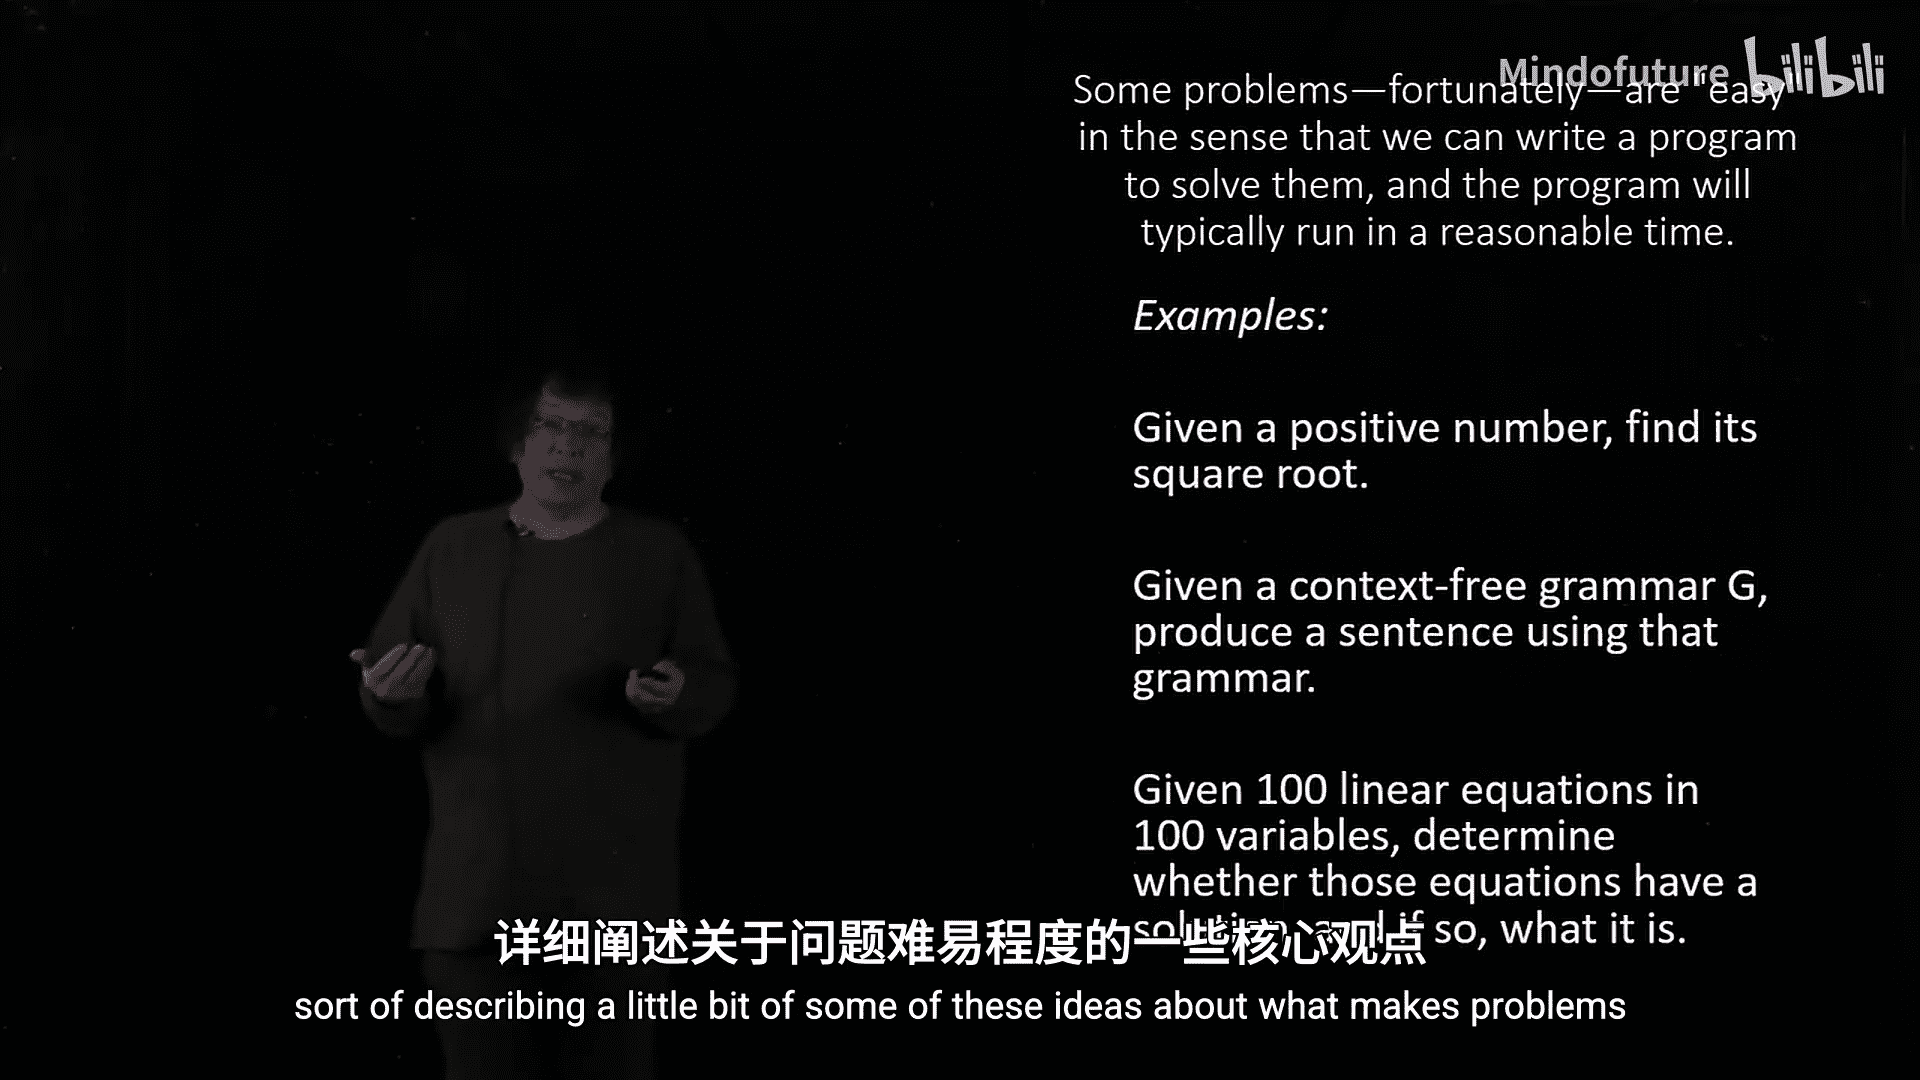 Mindofuture bilibili
Some problems—fortunately—are "easy"
in the sense that we can write a program
to solve them, and the program will
typically run in a reasonable time.
Examples:
Given a positive number, find its
square root.
Given a context-free grammar G,
produce a sentence using that
grammar.
Given 100 linear equations in
100 variables, determine
whether those equations have a
if so, what it is.
详细阐述关于问题难易程度的一些核心观点
sort of describing a little bit of some of these ideas about what makes problems